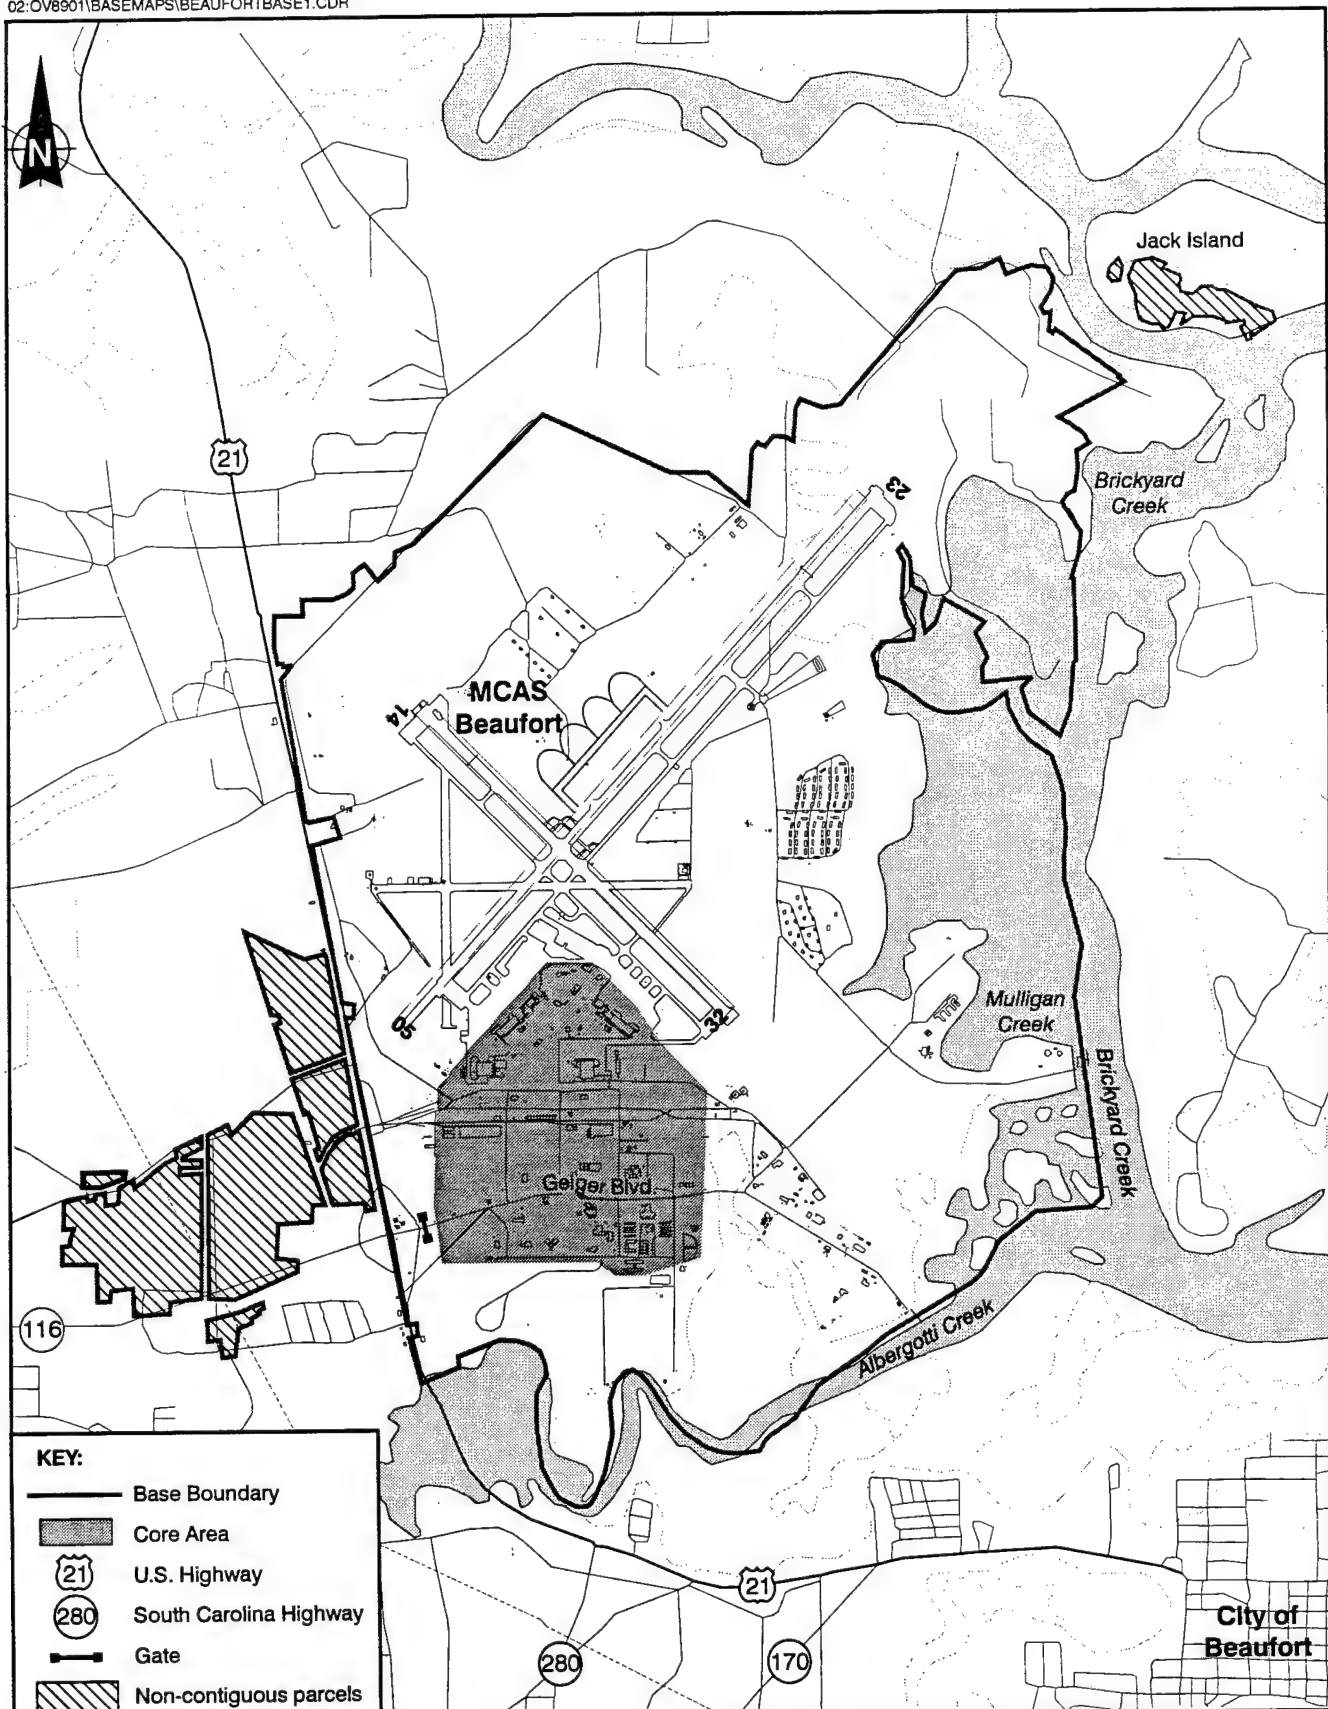 02:OV8901\BASEMAPS\BEAUFORTBASE1.CDR
N
Jack Island
21
Brickyard
Creek
23
MCAS
Beaufort
14
Mulligan
Creek
05
32
Brickyard Creek
Geiger Blvd.
116
Albergotti Creek
KEY:
Base Boundary
Core Area
21 U.S. Highway
280 South Carolina Highway
Gate
Non-contiguous parcels
21
280
170
City of
Beaufort